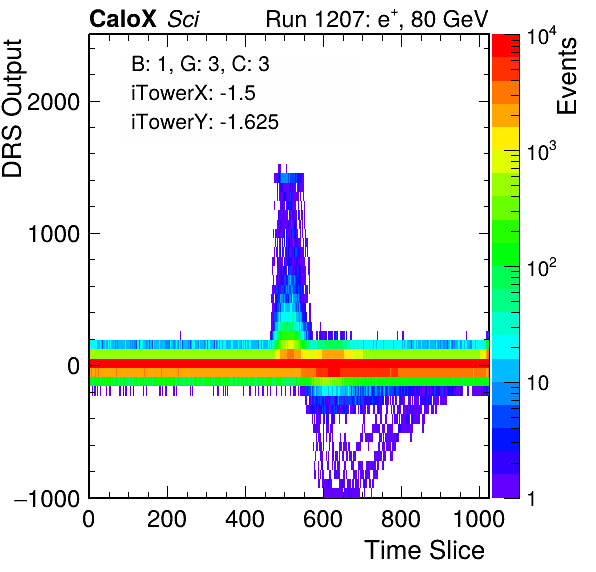 CaloX Sci Run 1207: e⁺, 80 GeV
B: 1, G: 3, C: 3
iTowerX: -1.5
iTowerY: -1.625
DRS Output
2000
1000
0
−1000
0 200 400 600 800 1000
Time Slice
Events
10⁴
10³
10²
10
1